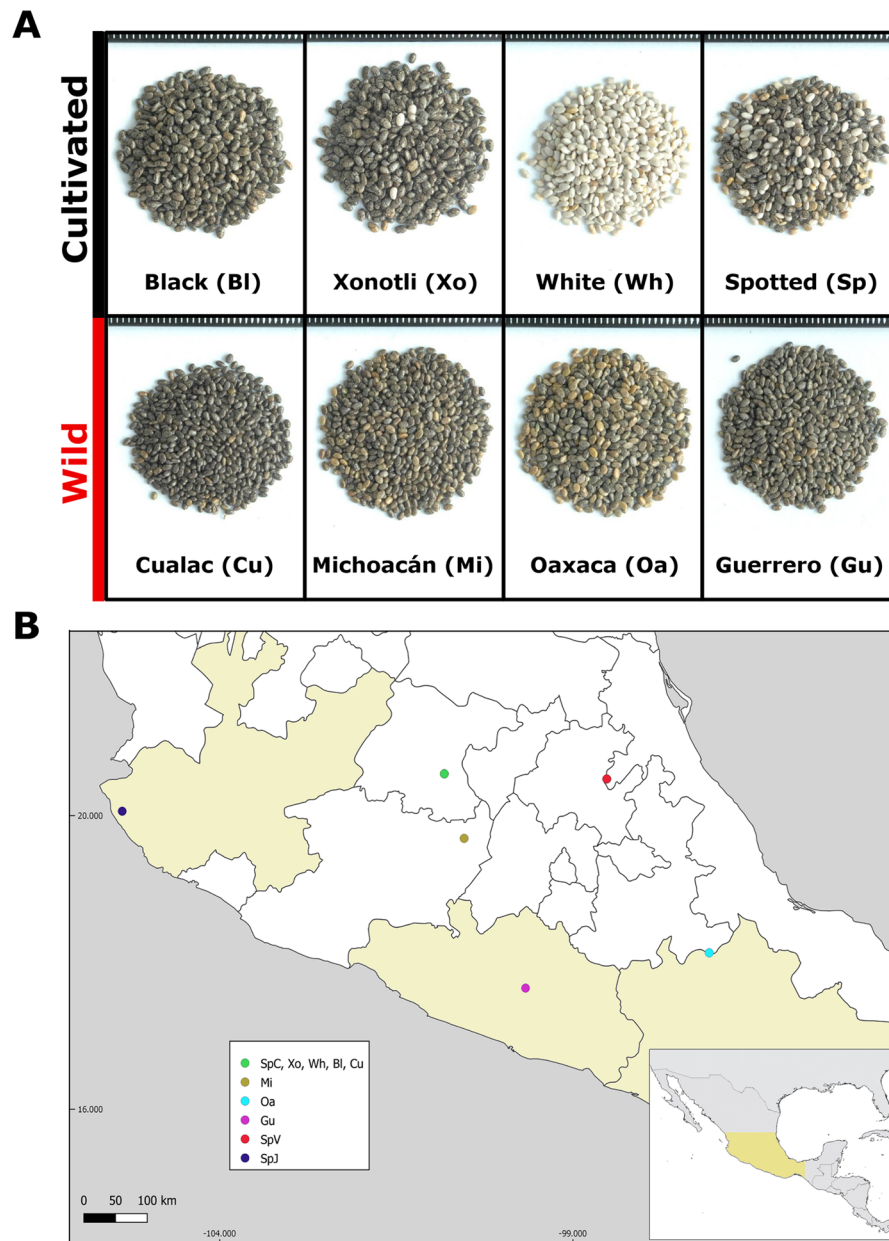 A
Cultivated
Black (Bl)
Xonotli (Xo)
White (Wh)
Spotted (Sp)
Wild
Cualac (Cu)
Michoacán (Mi)
Oaxaca (Oa)
Guerrero (Gu)
B
20.000
16.000
SpC, Xo, Wh, Bl, Cu
Mi
Oa
Gu
SpV
SpJ
0 50 100 km
-104.000
-99.000